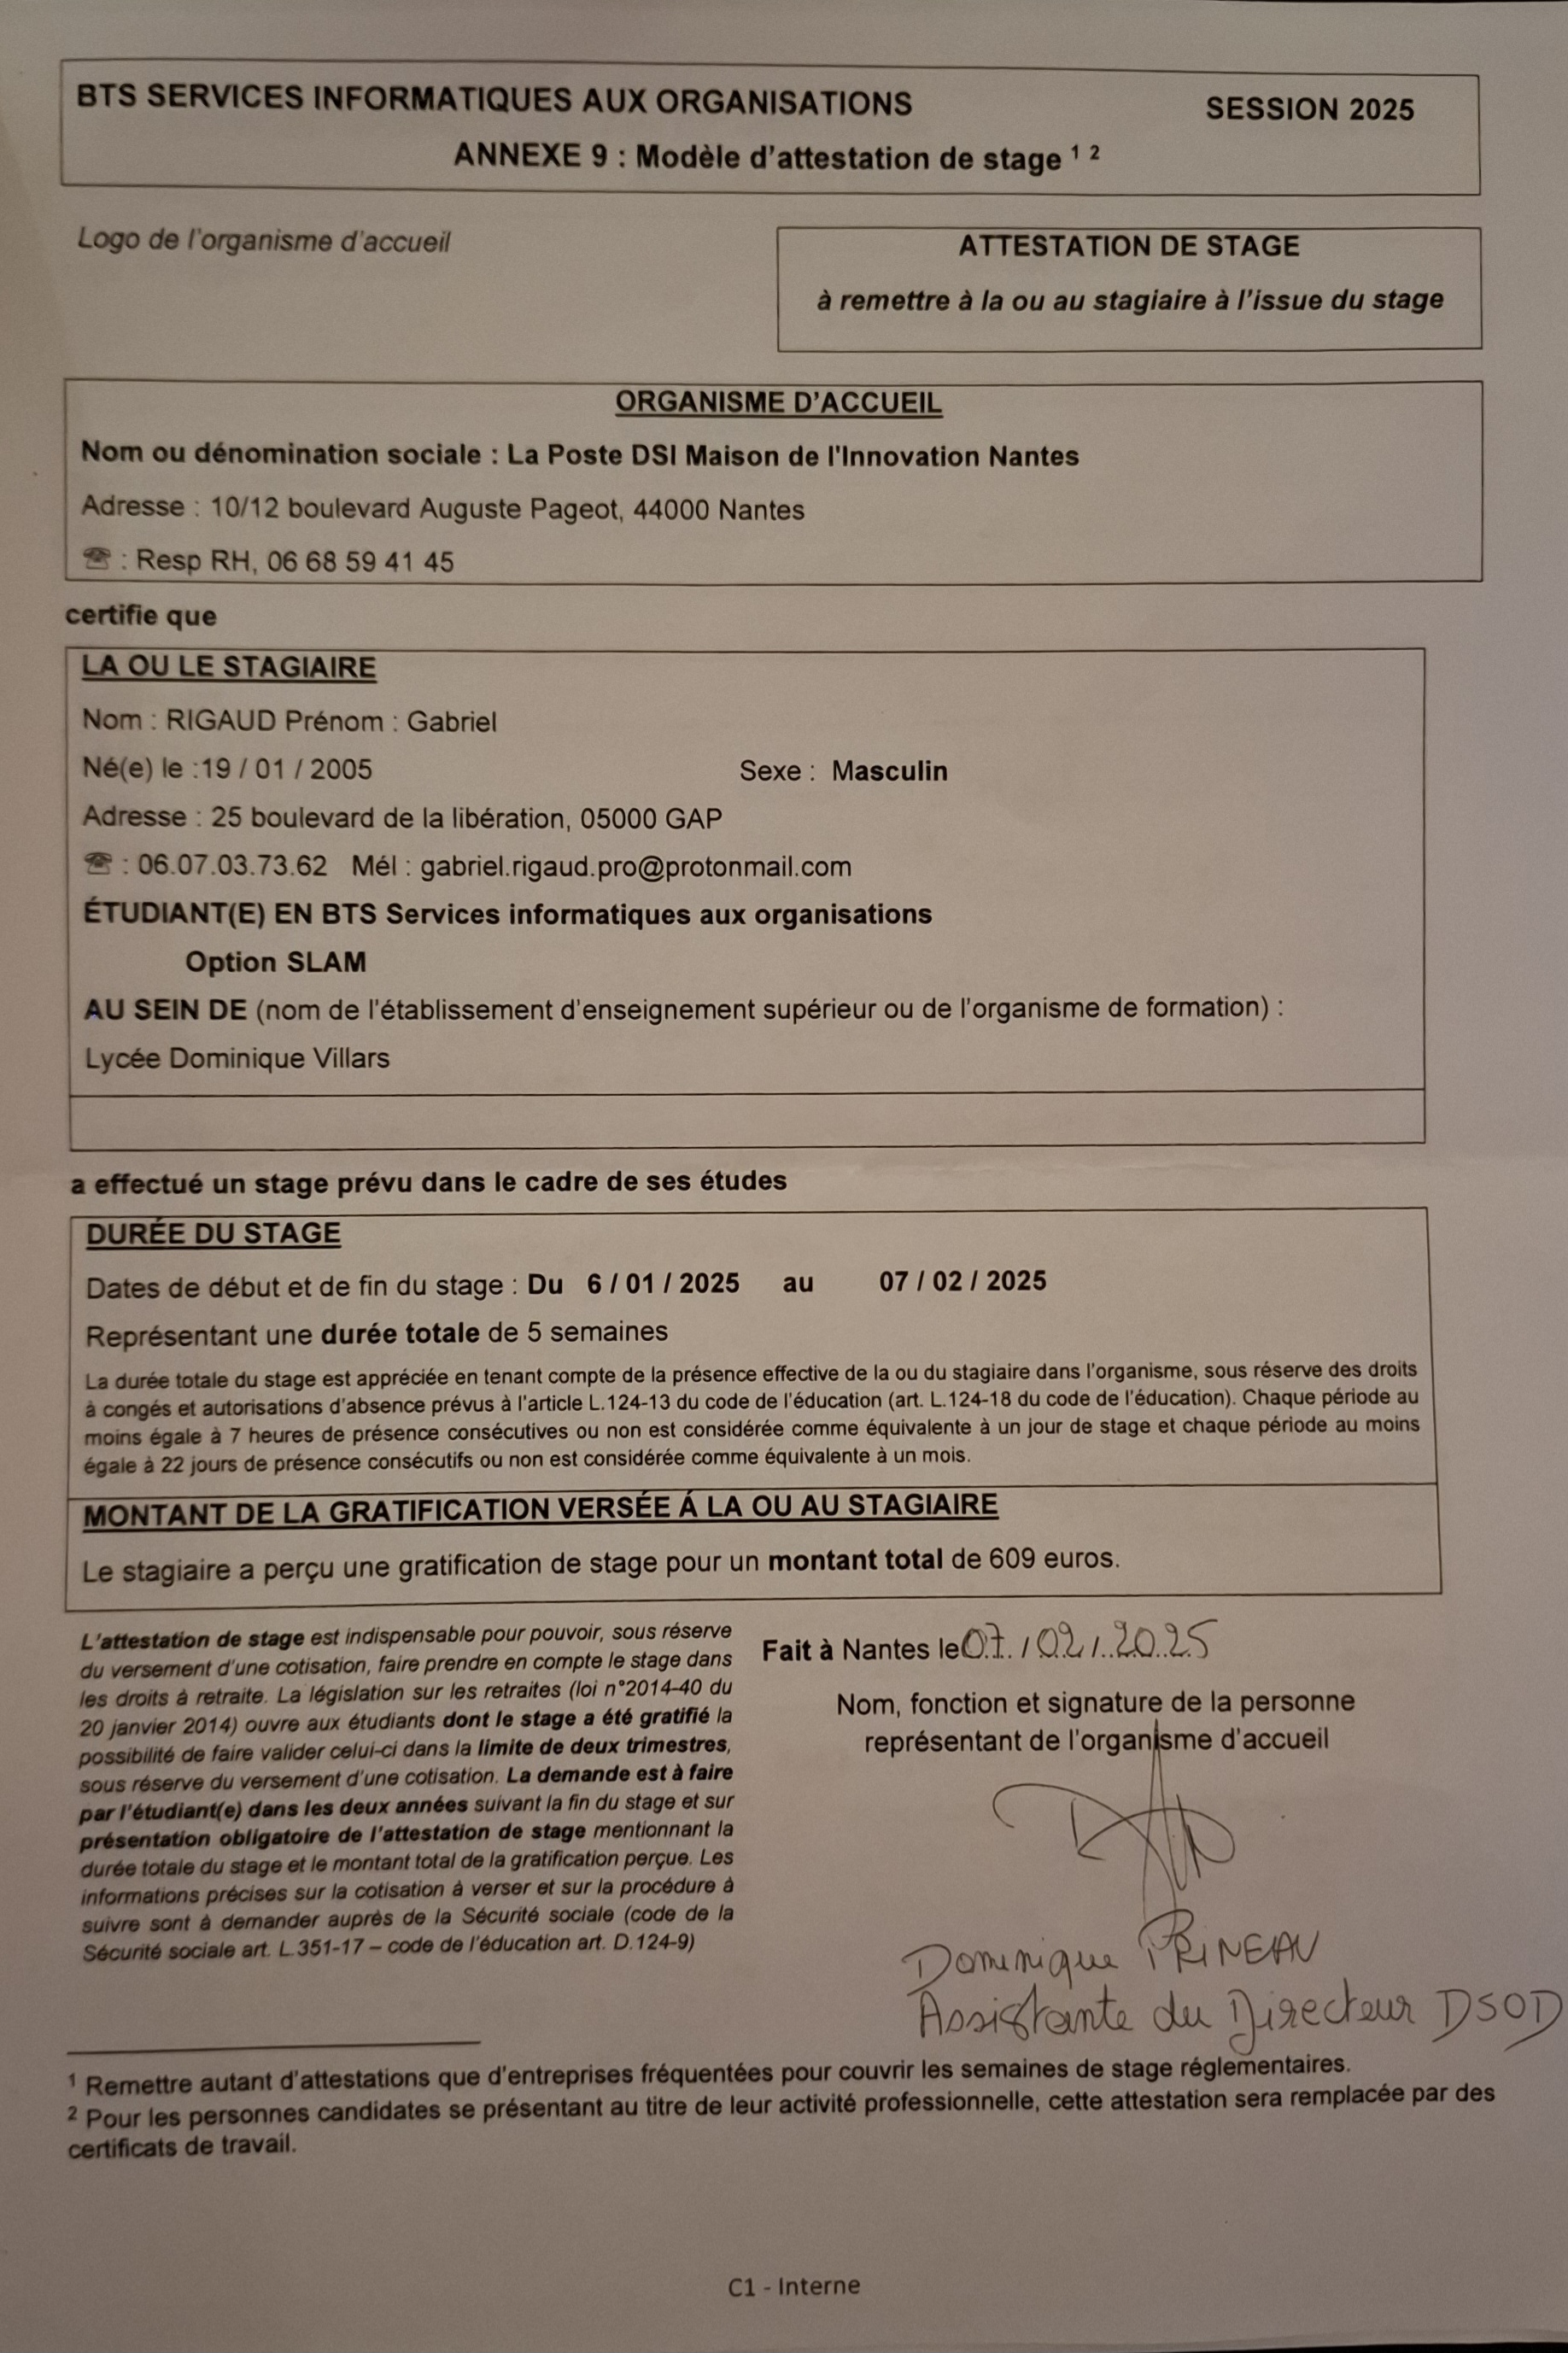 BTS SERVICES INFORMATIQUES AUX ORGANISATIONS SESSION 2025
ANNEXE 9 : Modèle d'attestation de stage ¹ ²
Logo de l'organisme d'accueil
ATTESTATION DE STAGE
à remettre à la ou au stagiaire à l'issue du stage
ORGANISME D'ACCUEIL
Nom ou dénomination sociale : La Poste DSI Maison de l'Innovation Nantes
Adresse : 10/12 boulevard Auguste Pageot, 44000 Nantes
☎ : Resp RH, 06 68 59 41 45
certifie que
LA OU LE STAGIAIRE
Nom : RIGAUD Prénom : Gabriel
Né(e) le :19 / 01 / 2005 Sexe : Masculin
Adresse : 25 boulevard de la libération, 05000 GAP
☎ : 06.07.03.73.62 Mél : gabriel.rigaud.pro@protonmail.com
ÉTUDIANT(E) EN BTS Services informatiques aux organisations
Option SLAM
AU SEIN DE (nom de l'établissement d'enseignement supérieur ou de l'organisme de formation) :
Lycée Dominique Villars
a effectué un stage prévu dans le cadre de ses études
DURÉE DU STAGE
Dates de début et de fin du stage : Du 6 / 01 / 2025 au 07 / 02 / 2025
Représentant une durée totale de 5 semaines
La durée totale du stage est appréciée en tenant compte de la présence effective de la ou du stagiaire dans l'organisme, sous réserve des droits
à congés et autorisations d'absence prévus à l'article L.124-13 du code de l'éducation (art. L.124-18 du code de l'éducation). Chaque période au
moins égale à 7 heures de présence consécutives ou non est considérée comme équivalente à un jour de stage et chaque période au moins
égale à 22 jours de présence consécutifs ou non est considérée comme équivalente à un mois.
MONTANT DE LA GRATIFICATION VERSÉE Á LA OU AU STAGIAIRE
Le stagiaire a perçu une gratification de stage pour un montant total de 609 euros.
L'attestation de stage est indispensable pour pouvoir, sous réserve
du versement d'une cotisation, faire prendre en compte le stage dans
les droits à retraite. La législation sur les retraites (loi n°2014-40 du
20 janvier 2014) ouvre aux étudiants dont le stage a été gratifié la
possibilité de faire valider celui-ci dans la limite de deux trimestres,
sous réserve du versement d'une cotisation. La demande est à faire
par l'étudiant(e) dans les deux années suivant la fin du stage et sur
présentation obligatoire de l'attestation de stage mentionnant la
durée totale du stage et le montant total de la gratification perçue. Les
informations précises sur la cotisation à verser et sur la procédure à
suivre sont à demander auprès de la Sécurité sociale (code de la
Sécurité sociale art. L.351-17 – code de l'éducation art. D.124-9)
Fait à Nantes le 07 / 02 / 2025
Nom, fonction et signature de la personne
représentant de l'organisme d'accueil
Dominique PRINEAU
Assistante du Directeur DSOD
¹ Remettre autant d'attestations que d'entreprises fréquentées pour couvrir les semaines de stage réglementaires.
² Pour les personnes candidates se présentant au titre de leur activité professionnelle, cette attestation sera remplacée par des
certificats de travail.
C1 - Interne